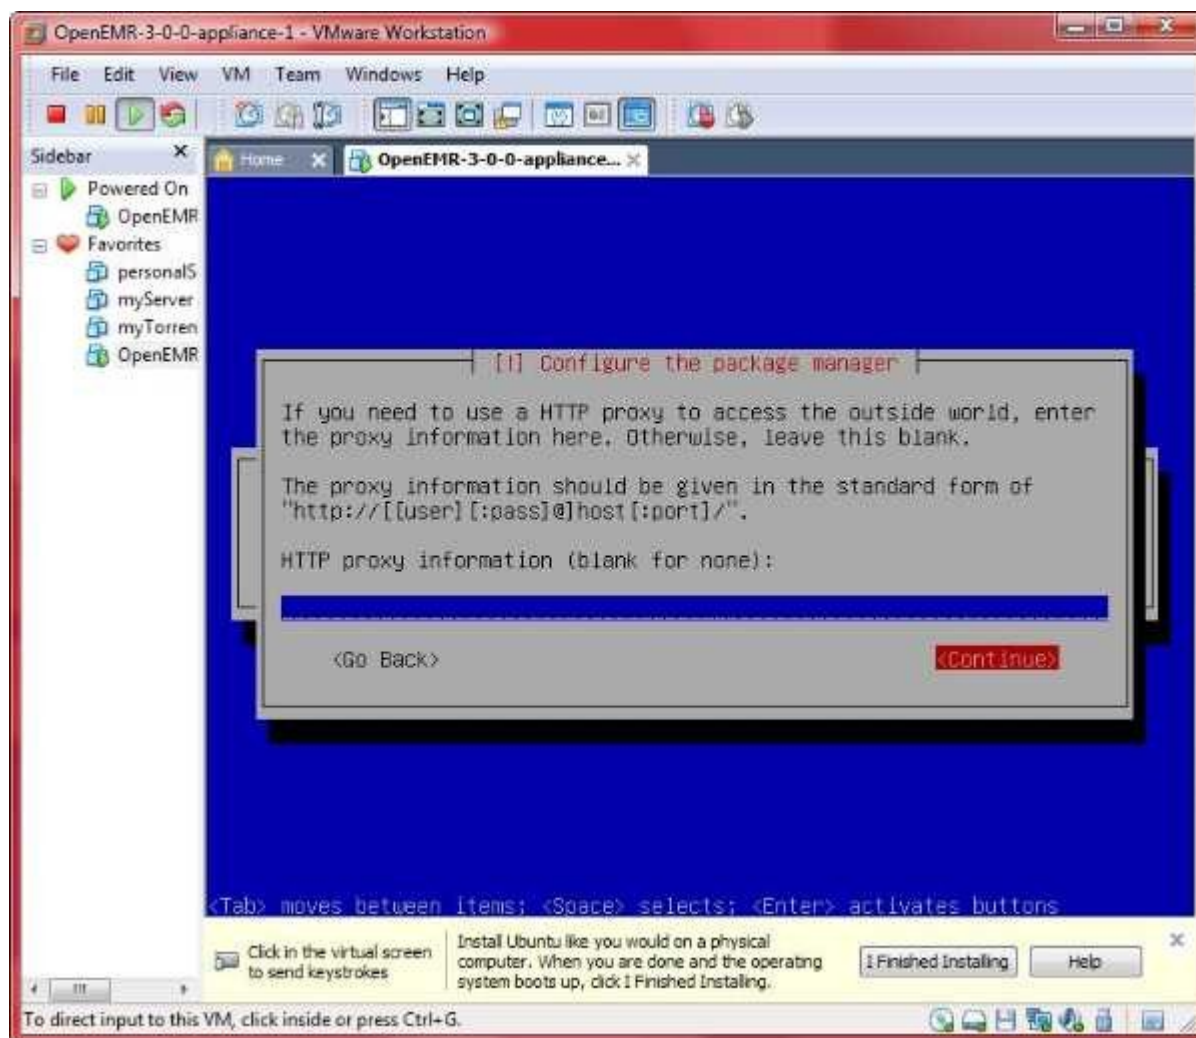 OpenEMR-3-0-0-appliance-1 - VMware Workstation
File Edit View VM Team Windows Help
Sidebar
Home
OpenEMR-3-0-0-appliance...
Powered On
OpenEMR
Favorites
personalS
myServer
myTorren
OpenEMR
[!] Configure the package manager
If you need to use a HTTP proxy to access the outside world, enter
the proxy information here. Otherwise, leave this blank.
The proxy information should be given in the standard form of
"http://[[user][:pass]@]host[:port]/".
HTTP proxy information (blank for none):
<Go Back> <Continue>
<Tab> moves between items; <Space> selects; <Enter> activates buttons
Click in the virtual screen
to send keystrokes
Install Ubuntu like you would on a physical
computer. When you are done and the operating
system boots up, click I Finished Installing.
I Finished Installing
Help
To direct input to this VM, click inside or press Ctrl+G.